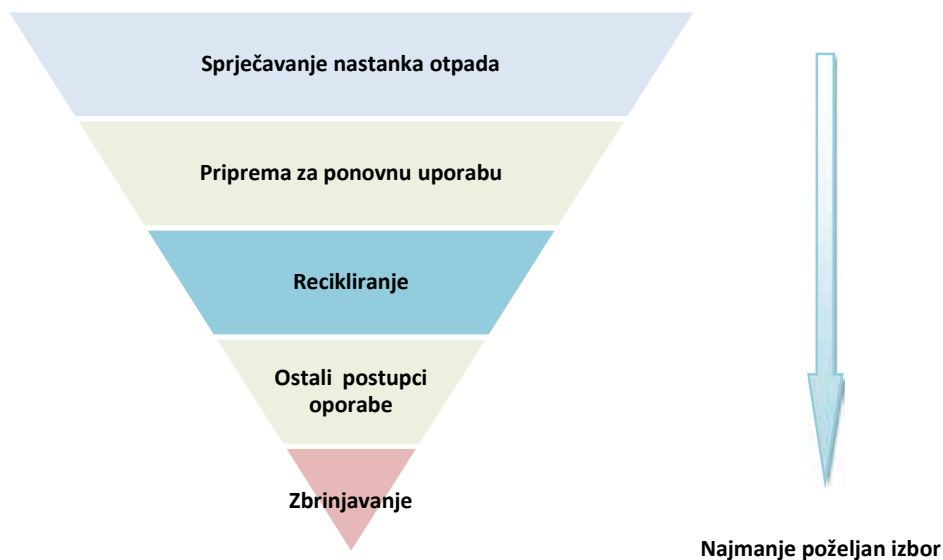 Sprječavanje nastanka otpada
Priprema za ponovnu uporabu
Recikliranje
Ostali postupci
oporabe
Zbrinjavanje
Najmanje poželjan izbor